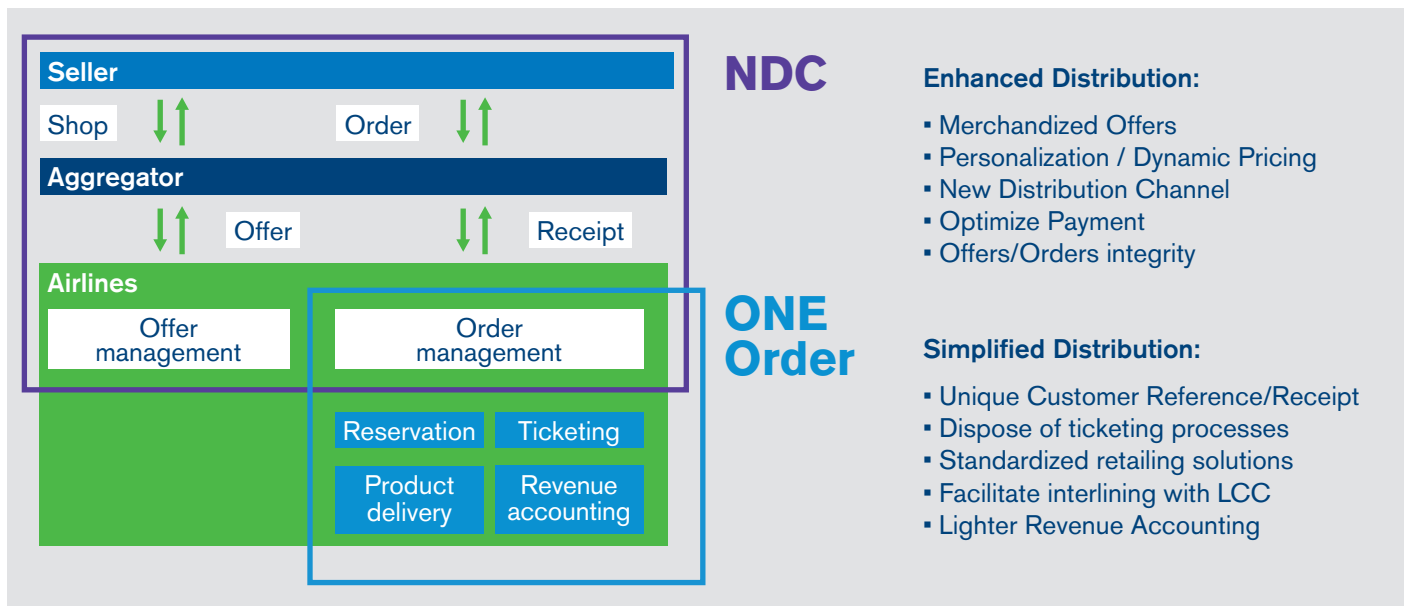 Seller
Shop
Order
Aggregator
Offer
Receipt
Airlines
Offer
management
Order
management
Reservation
Ticketing
Product
delivery
Revenue
accounting
NDC
ONE
Order
Enhanced Distribution:
▪ Merchandized Offers
▪ Personalization / Dynamic Pricing
▪ New Distribution Channel
▪ Optimize Payment
▪ Offers/Orders integrity
Simplified Distribution:
▪ Unique Customer Reference/Receipt
▪ Dispose of ticketing processes
▪ Standardized retailing solutions
▪ Facilitate interlining with LCC
▪ Lighter Revenue Accounting